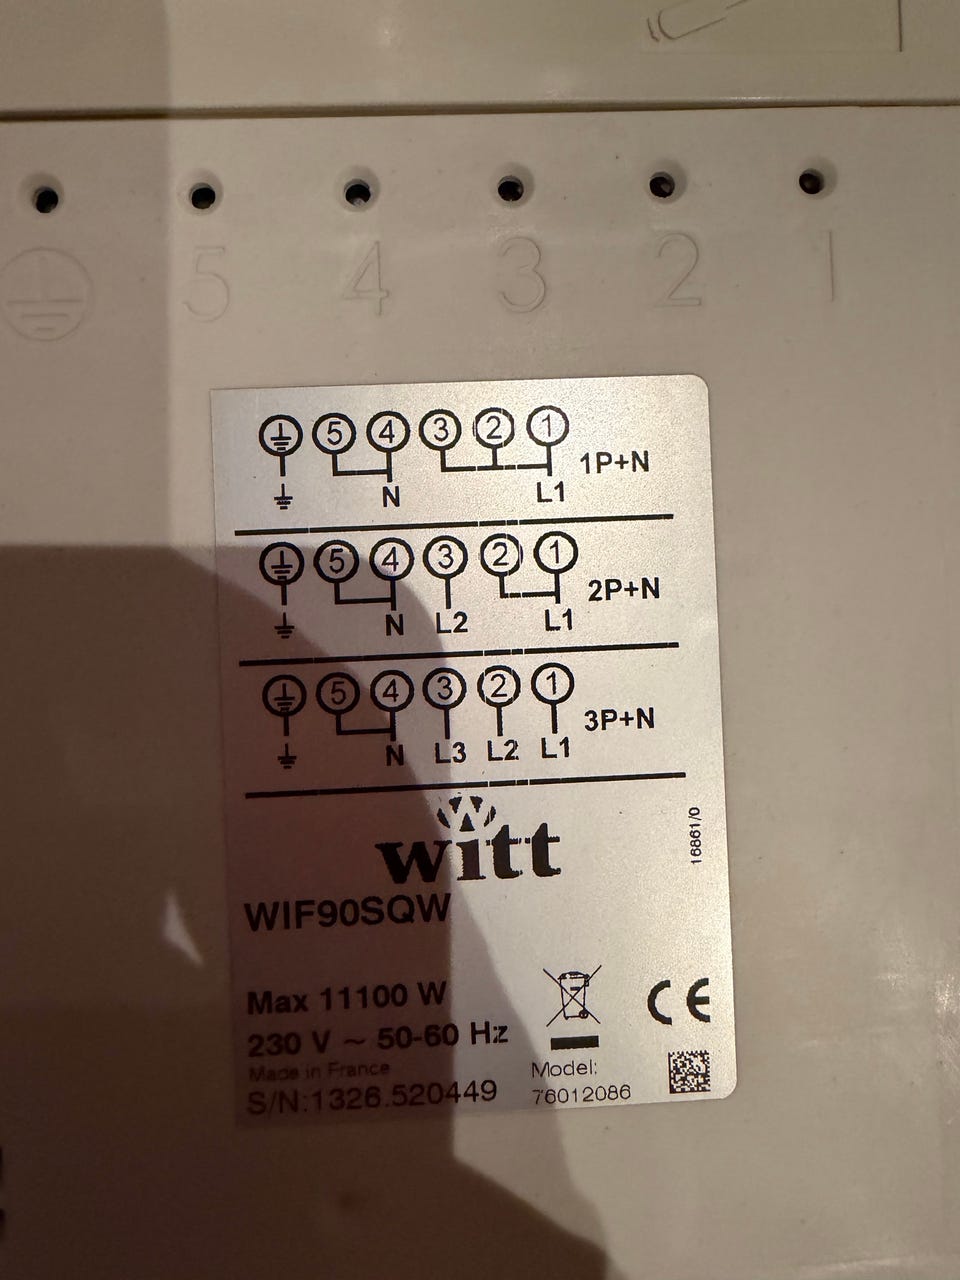 5 4 3 2 1
5 4 3 2 1
1P+N
N L1
5 4 3 2 1
2P+N
N L2 L1
5 4 3 2 1
3P+N
N L3 L2 L1
W
witt
16861/0
WIF90SQW
Max 11100 W
230 V ~ 50-60 Hz
CE
Made in France
S/N:1326.520449
Model:
76012086